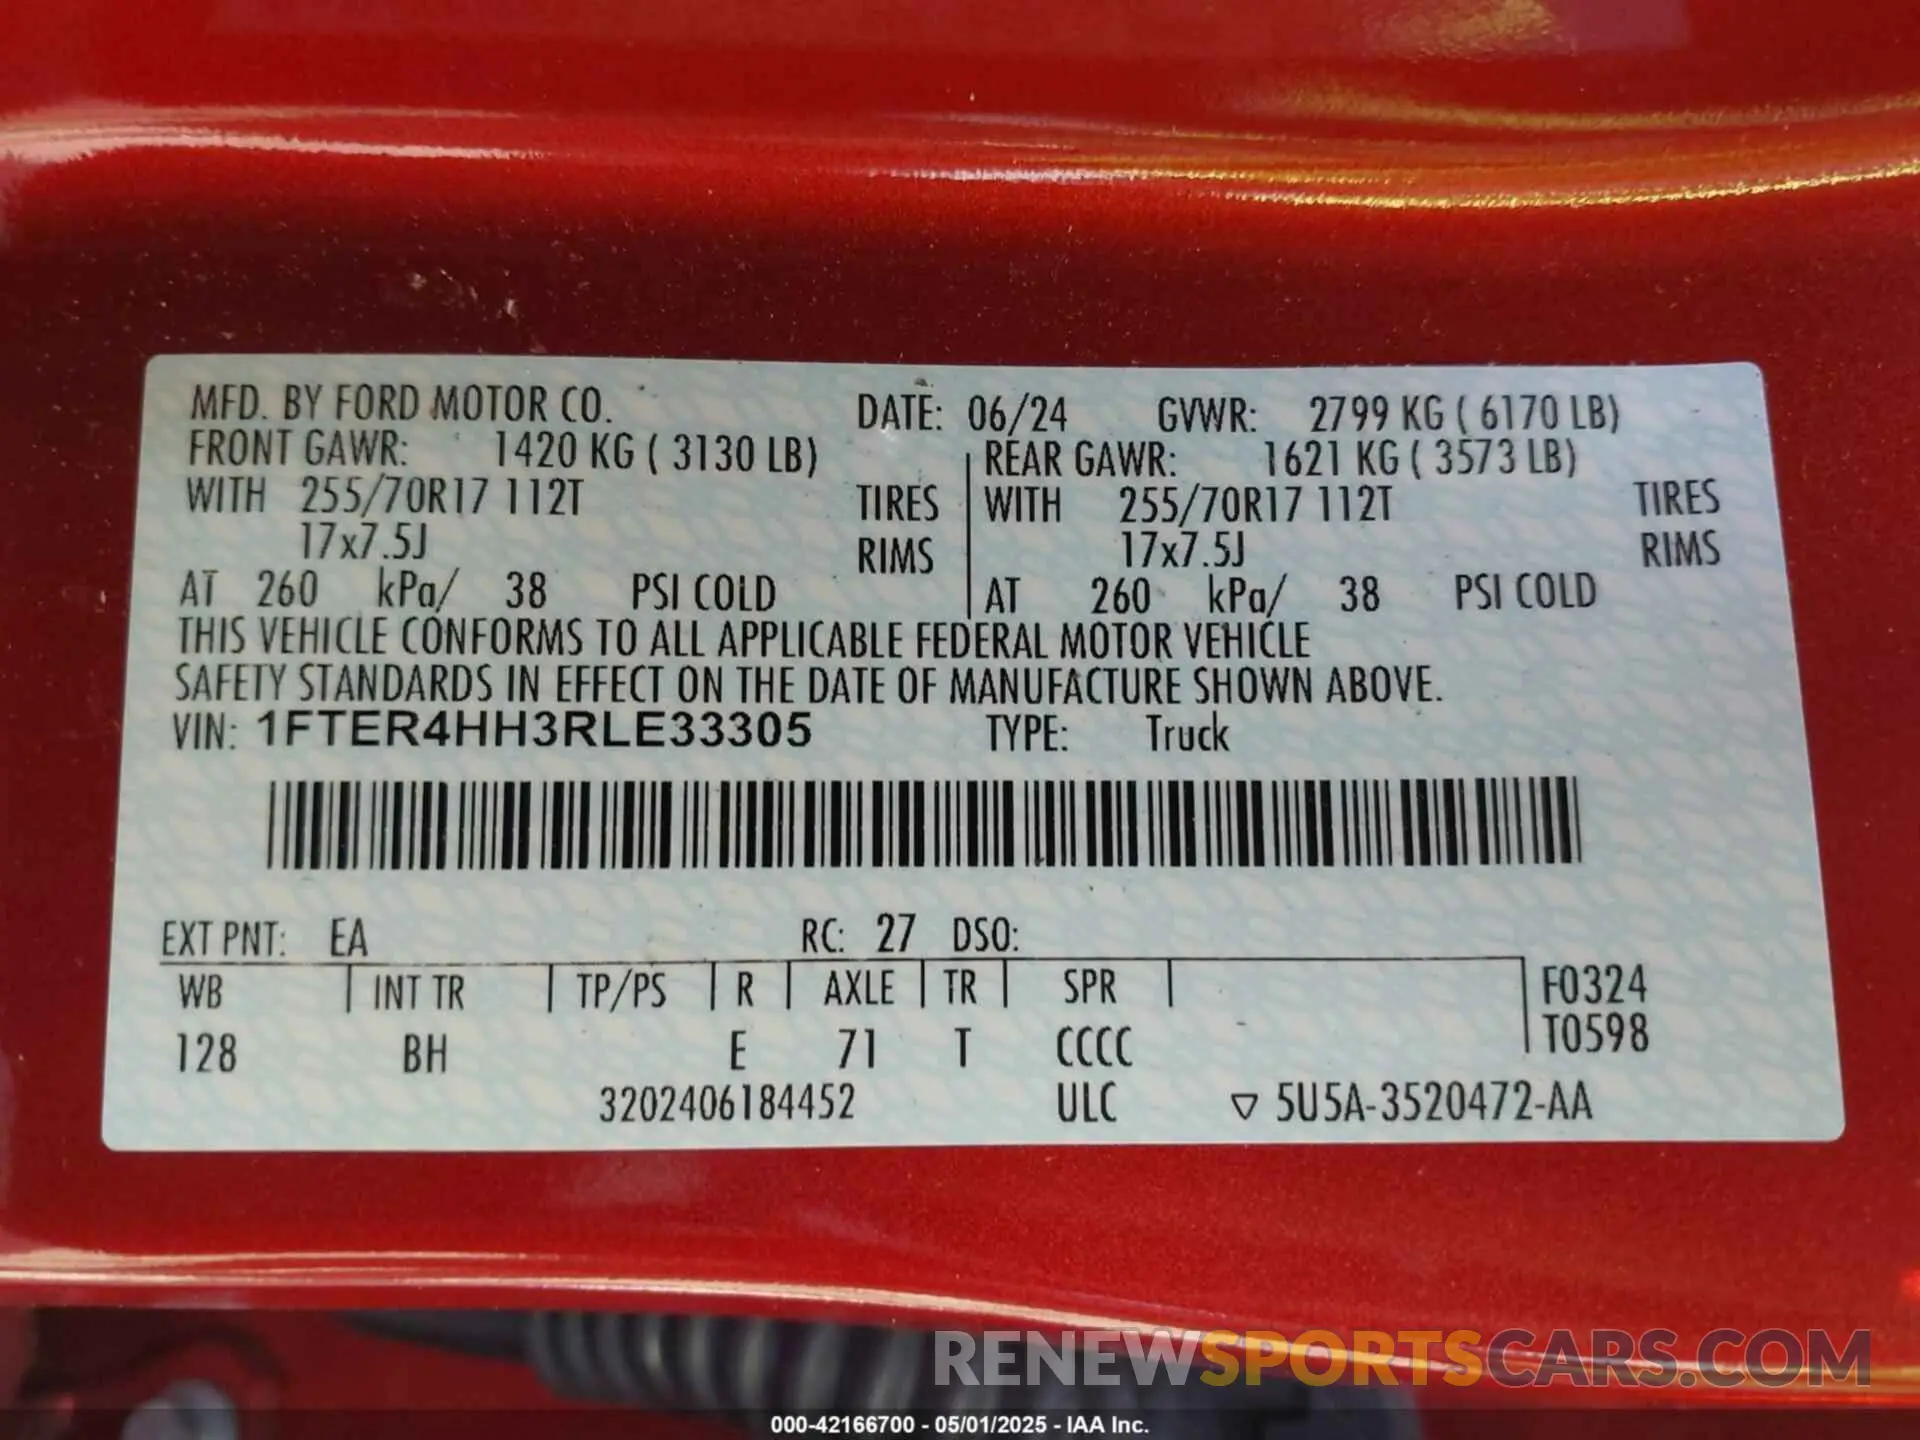 MFD. BY FORD MOTOR CO. DATE: 06/24 GVWR: 2799 KG ( 6170 LB)
FRONT GAWR: 1420 KG ( 3130 LB) REAR GAWR: 1621 KG ( 3573 LB)
WITH 255/70R17 112T TIRES WITH 255/70R17 112T TIRES
17x7.5J RIMS 17x7.5J RIMS
AT 260 kPa/ 38 PSI COLD AT 260 kPa/ 38 PSI COLD
THIS VEHICLE CONFORMS TO ALL APPLICABLE FEDERAL MOTOR VEHICLE
SAFETY STANDARDS IN EFFECT ON THE DATE OF MANUFACTURE SHOWN ABOVE.
VIN: 1FTER4HH3RLE33305 TYPE: Truck
EXT PNT: EA RC: 27 DSO:
WB INT TR TP/PS R AXLE TR SPR F0324
128 BH E 71 T CCCC T0598
3202406184452 ULC ▽ 5U5A-3520472-AA
RENEWSPORTSCARS.COM
000-42166700 - 05/01/2025 - IAA Inc.